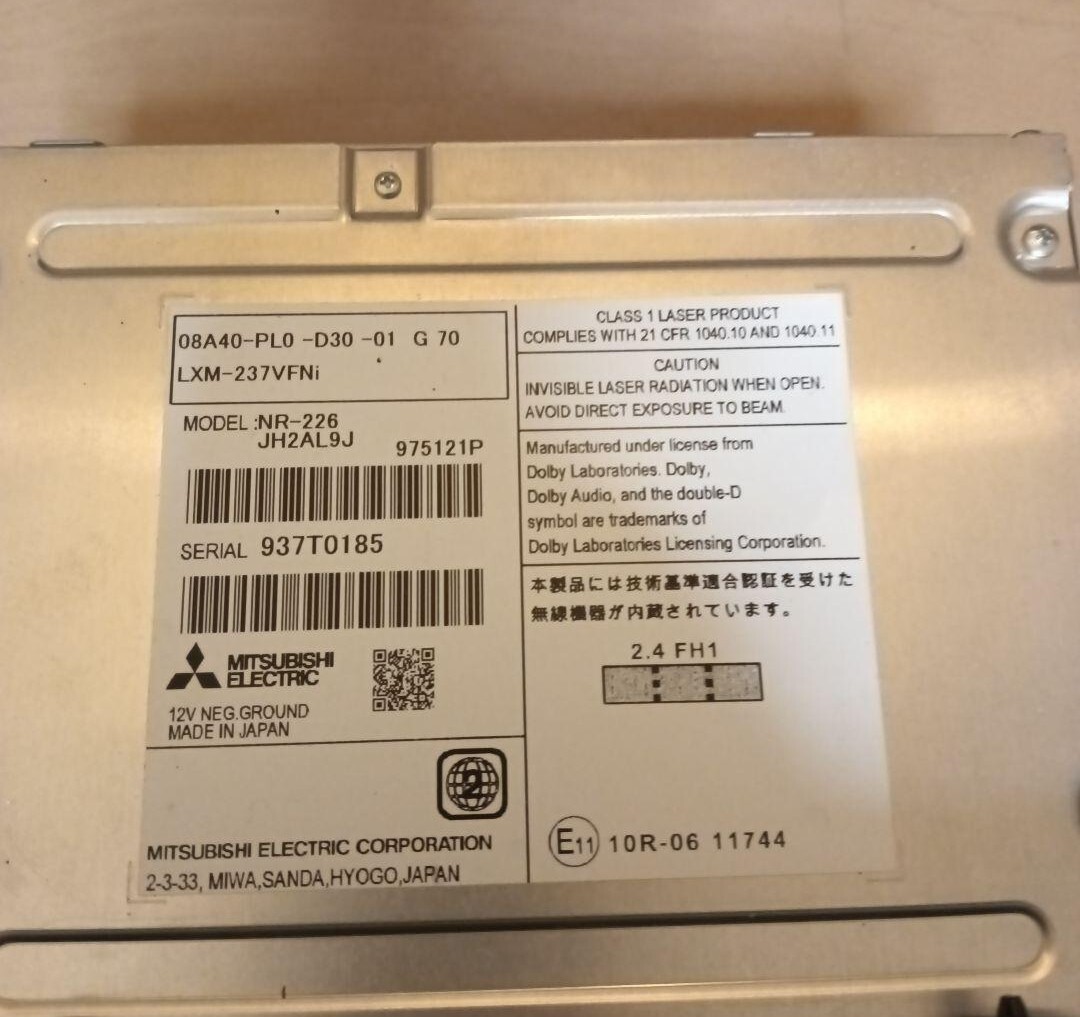 08A40-PL0 -D30 -01 G 70
LXM-237VFNi
MODEL :NR-226
JH2AL9J
975121P
SERIAL 937T0185
MITSUBISHI
ELECTRIC
12V NEG.GROUND
MADE IN JAPAN
2
MITSUBISHI ELECTRIC CORPORATION
2-3-33, MIWA,SANDA,HYOGO,JAPAN
CLASS 1 LASER PRODUCT
COMPLIES WITH 21 CFR 1040.10 AND 1040.11
CAUTION
INVISIBLE LASER RADIATION WHEN OPEN.
AVOID DIRECT EXPOSURE TO BEAM.
Manufactured under license from
Dolby Laboratories. Dolby,
Dolby Audio, and the double-D
symbol are trademarks of
Dolby Laboratories Licensing Corporation.
本製品には技術基準適合認証を受けた
無線機器が内蔵されています。
2.4 FH1
E11 10R-06 11744